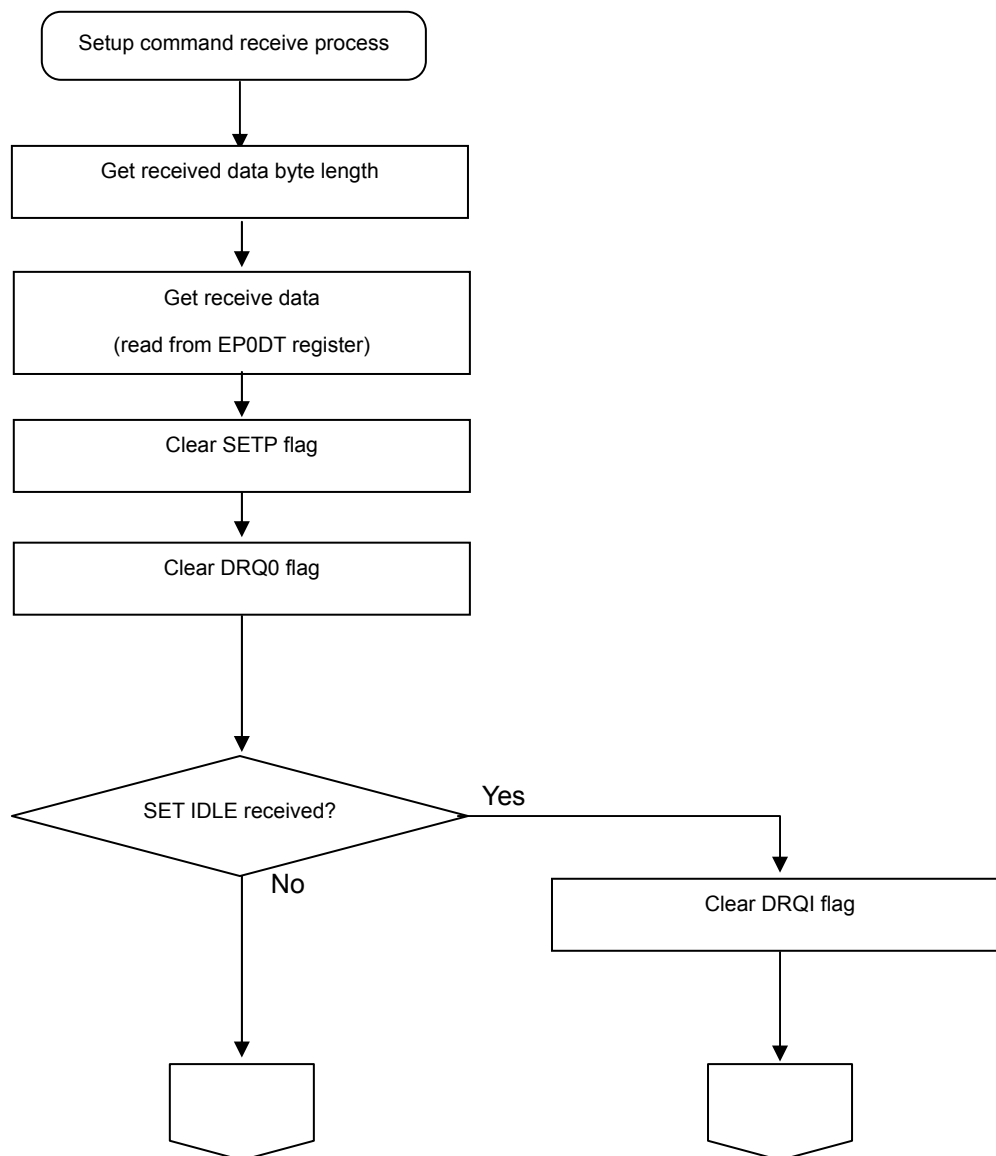 Setup command receive process
Get received data byte length
Get receive data
(read from EP0DT register)
Clear SETP flag
Clear DRQ0 flag
SET IDLE received?
Yes
No
Clear DRQI flag